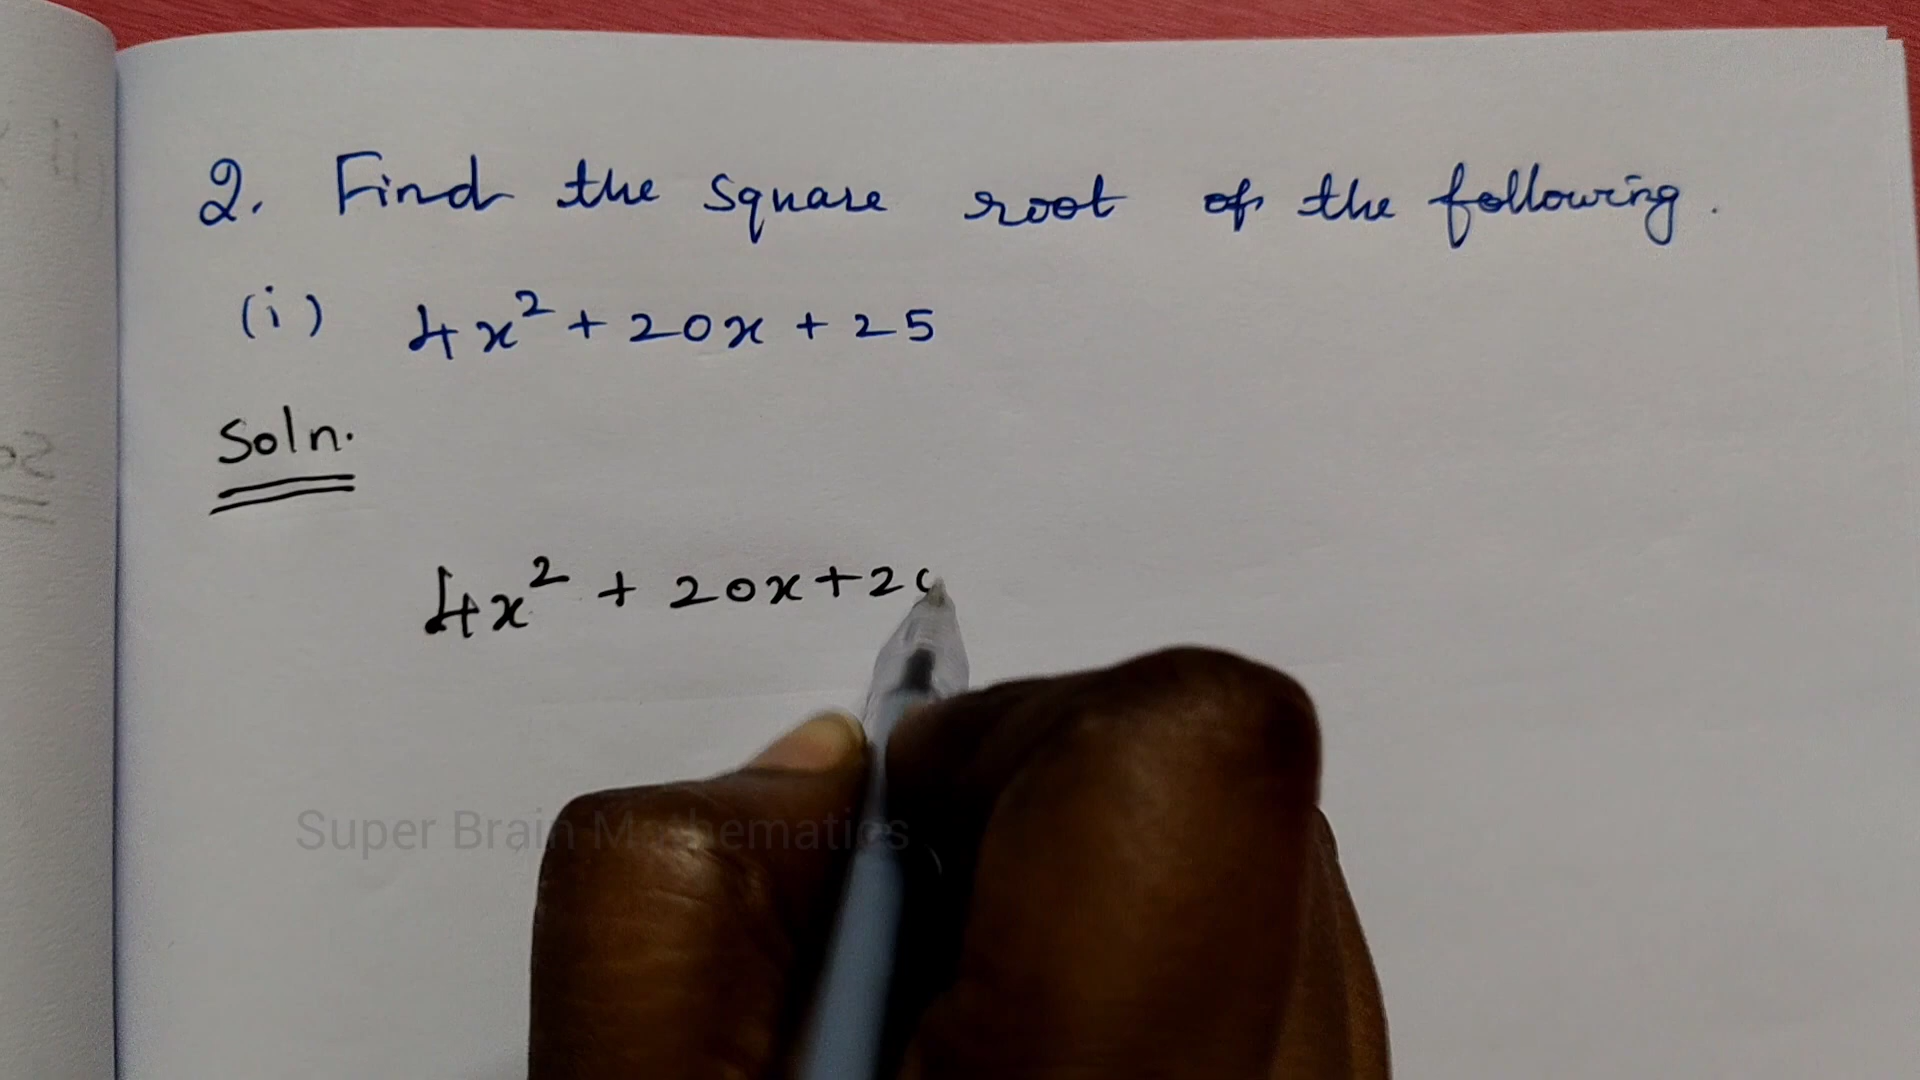 2. Find the square root of the following.
(i) 4x² + 20x + 25
Soln.
4x² + 20x + 2
Super Brain Mathematics